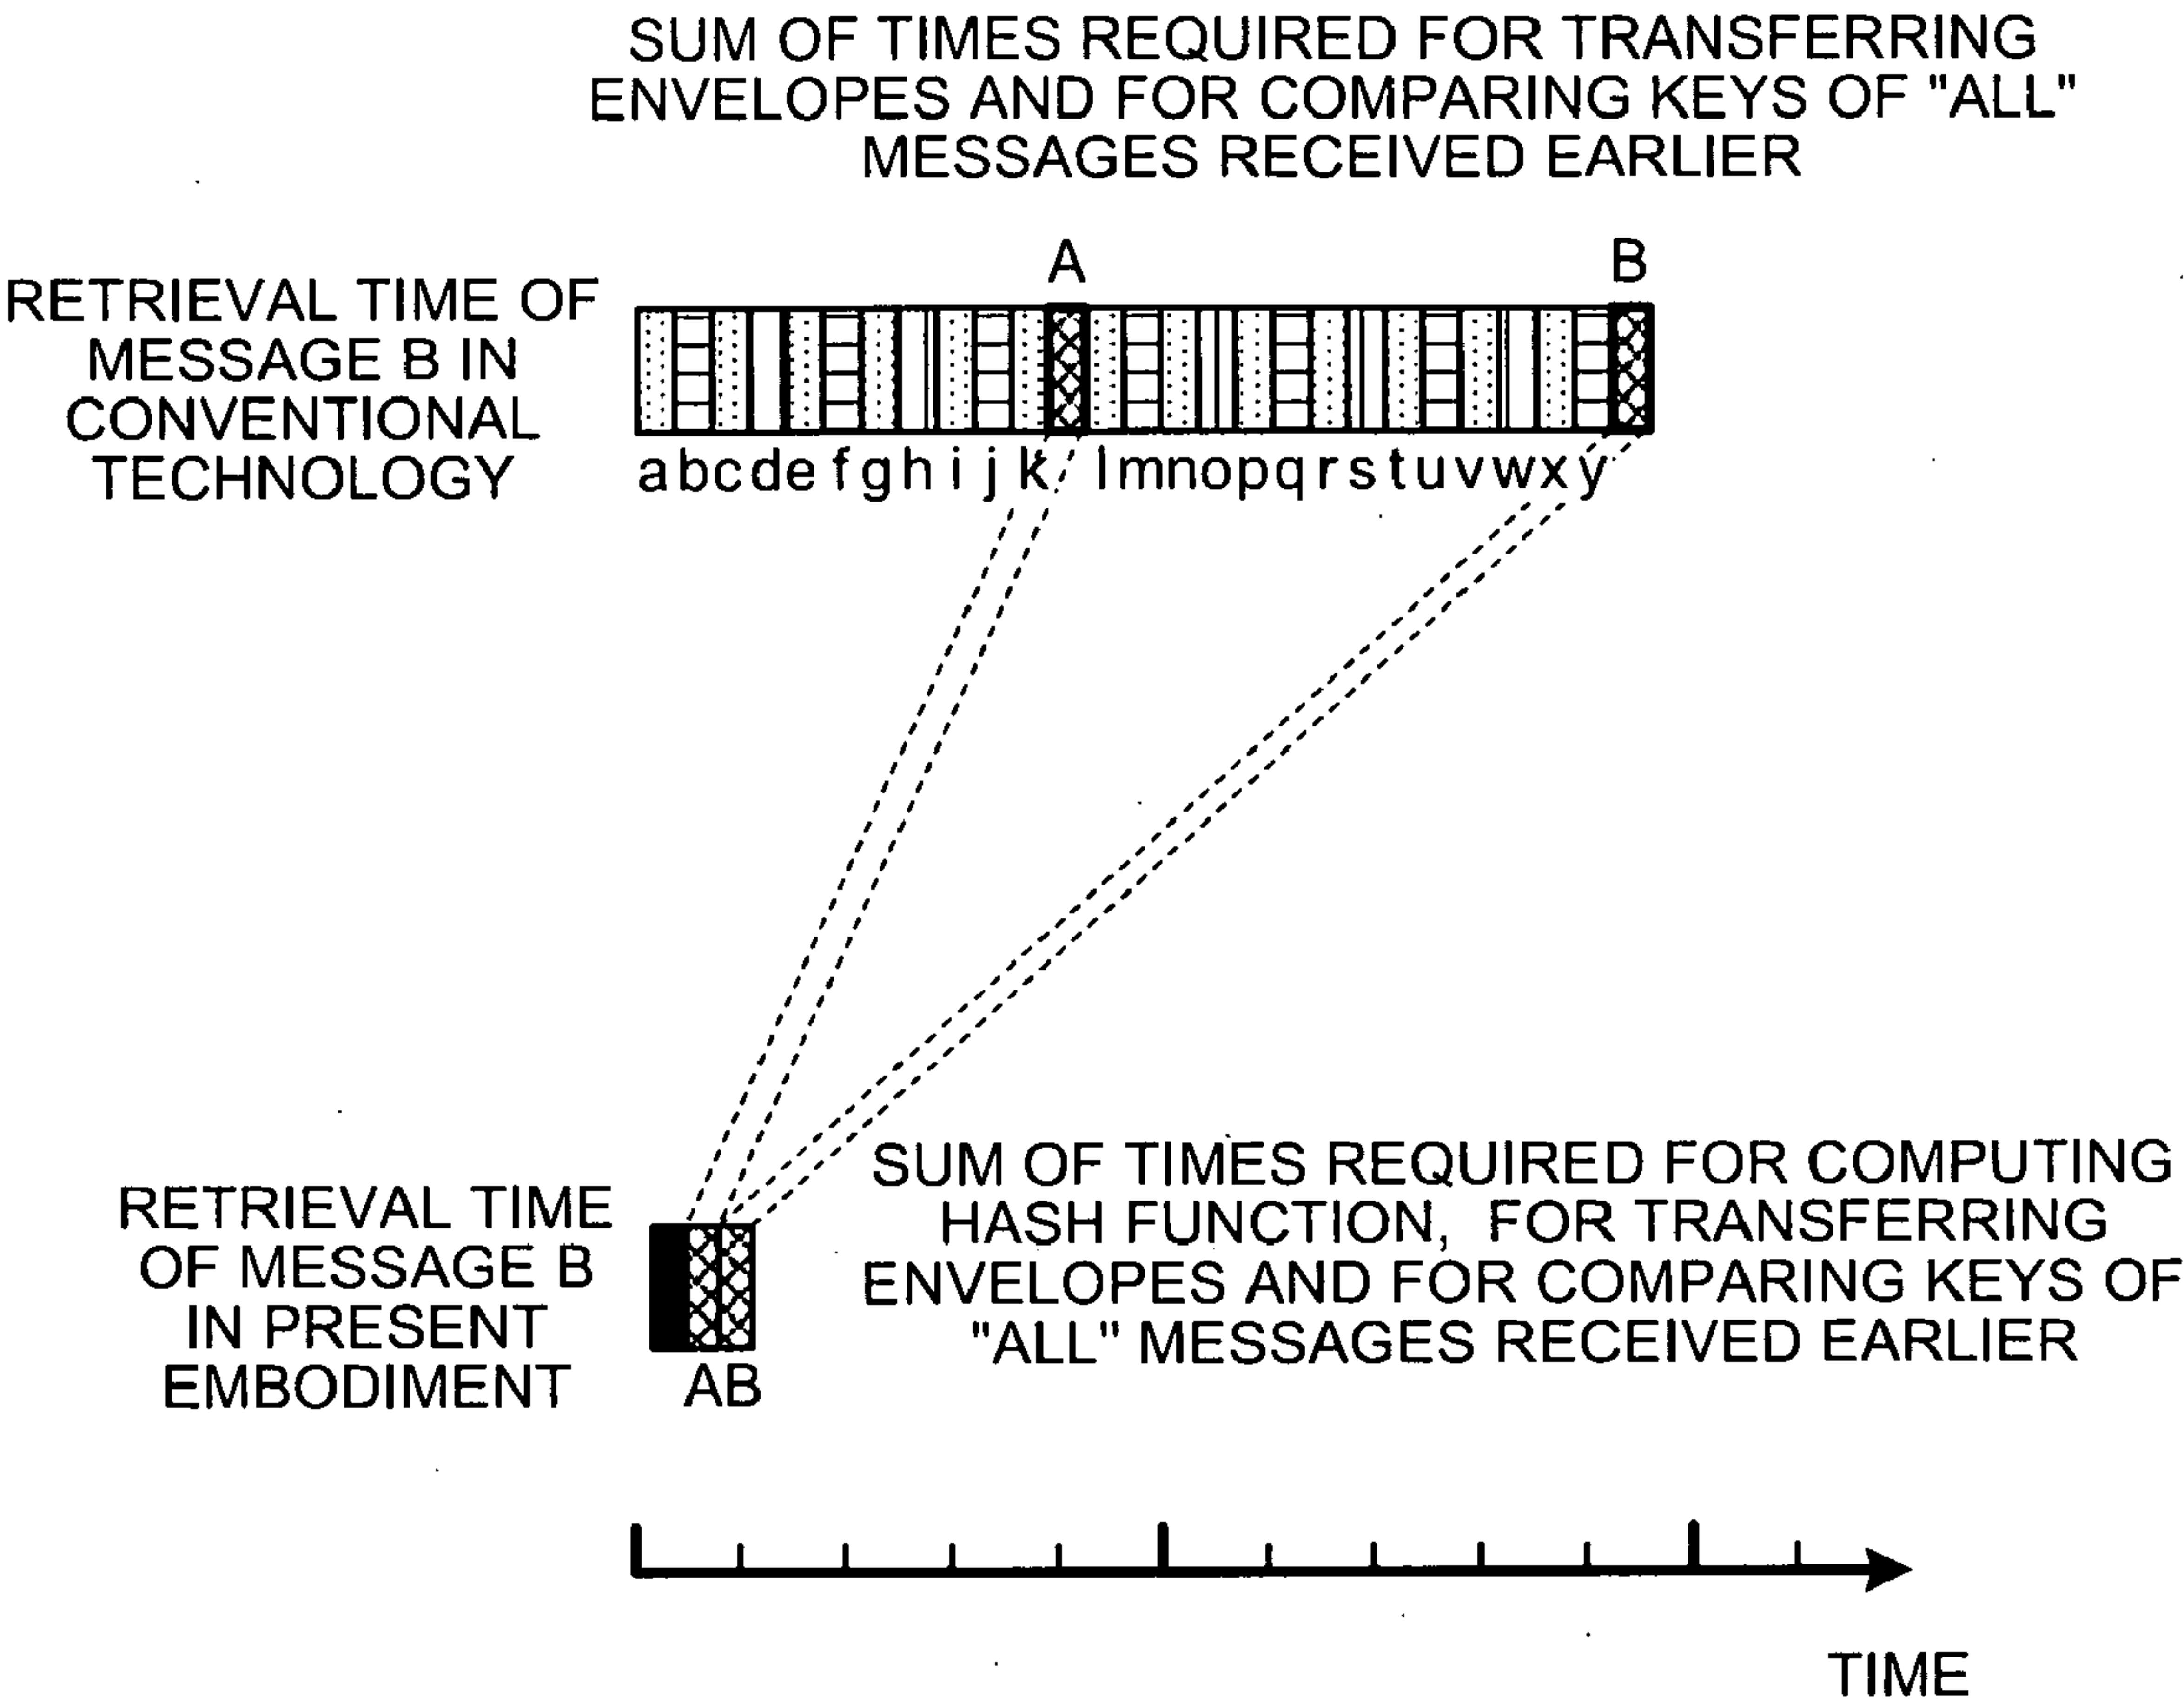 SUM OF TIMES REQUIRED FOR TRANSFERRING
ENVELOPES AND FOR COMPARING KEYS OF "ALL"
MESSAGES RECEIVED EARLIER
A B
RETRIEVAL TIME OF
MESSAGE B IN
CONVENTIONAL
TECHNOLOGY
a b c d e f g h i j k l m n o p q r s t u v w x y
RETRIEVAL TIME
OF MESSAGE B
IN PRESENT
EMBODIMENT
AB
SUM OF TIMES REQUIRED FOR COMPUTING
HASH FUNCTION, FOR TRANSFERRING
ENVELOPES AND FOR COMPARING KEYS OF
"ALL" MESSAGES RECEIVED EARLIER
TIME